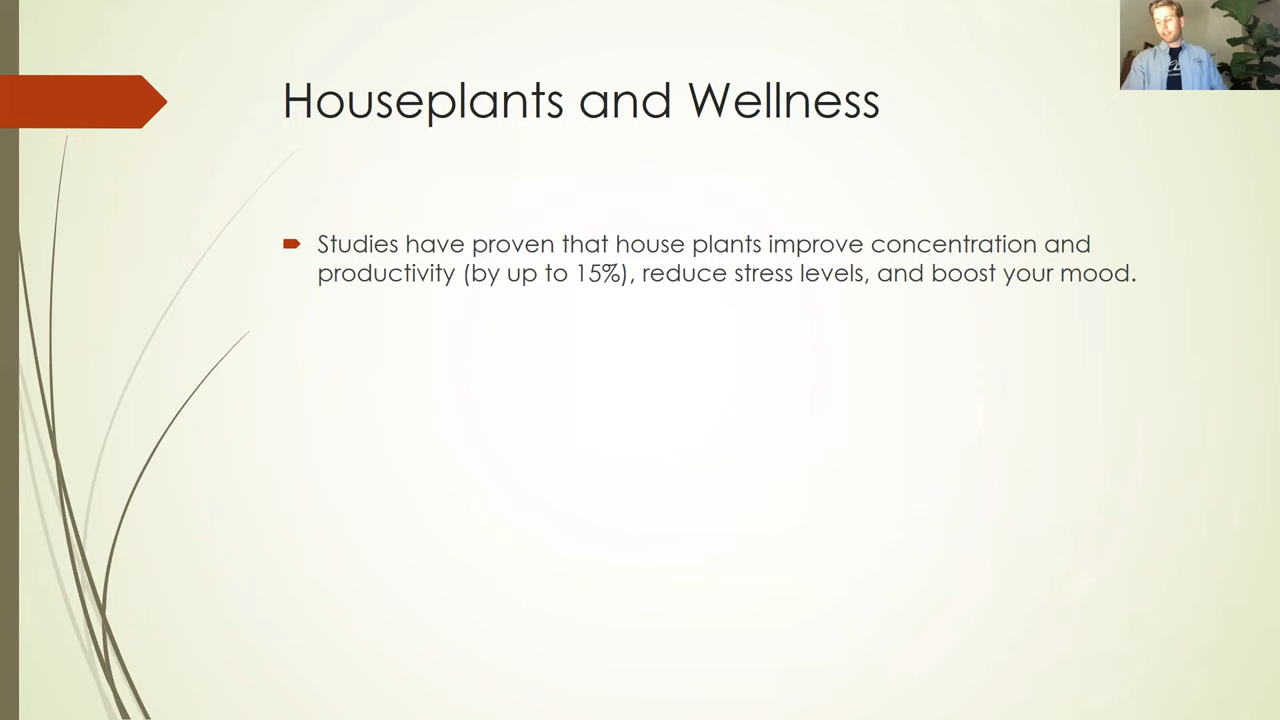 Houseplants and Wellness
Studies have proven that house plants improve concentration and
productivity (by up to 15%), reduce stress levels, and boost your mood.